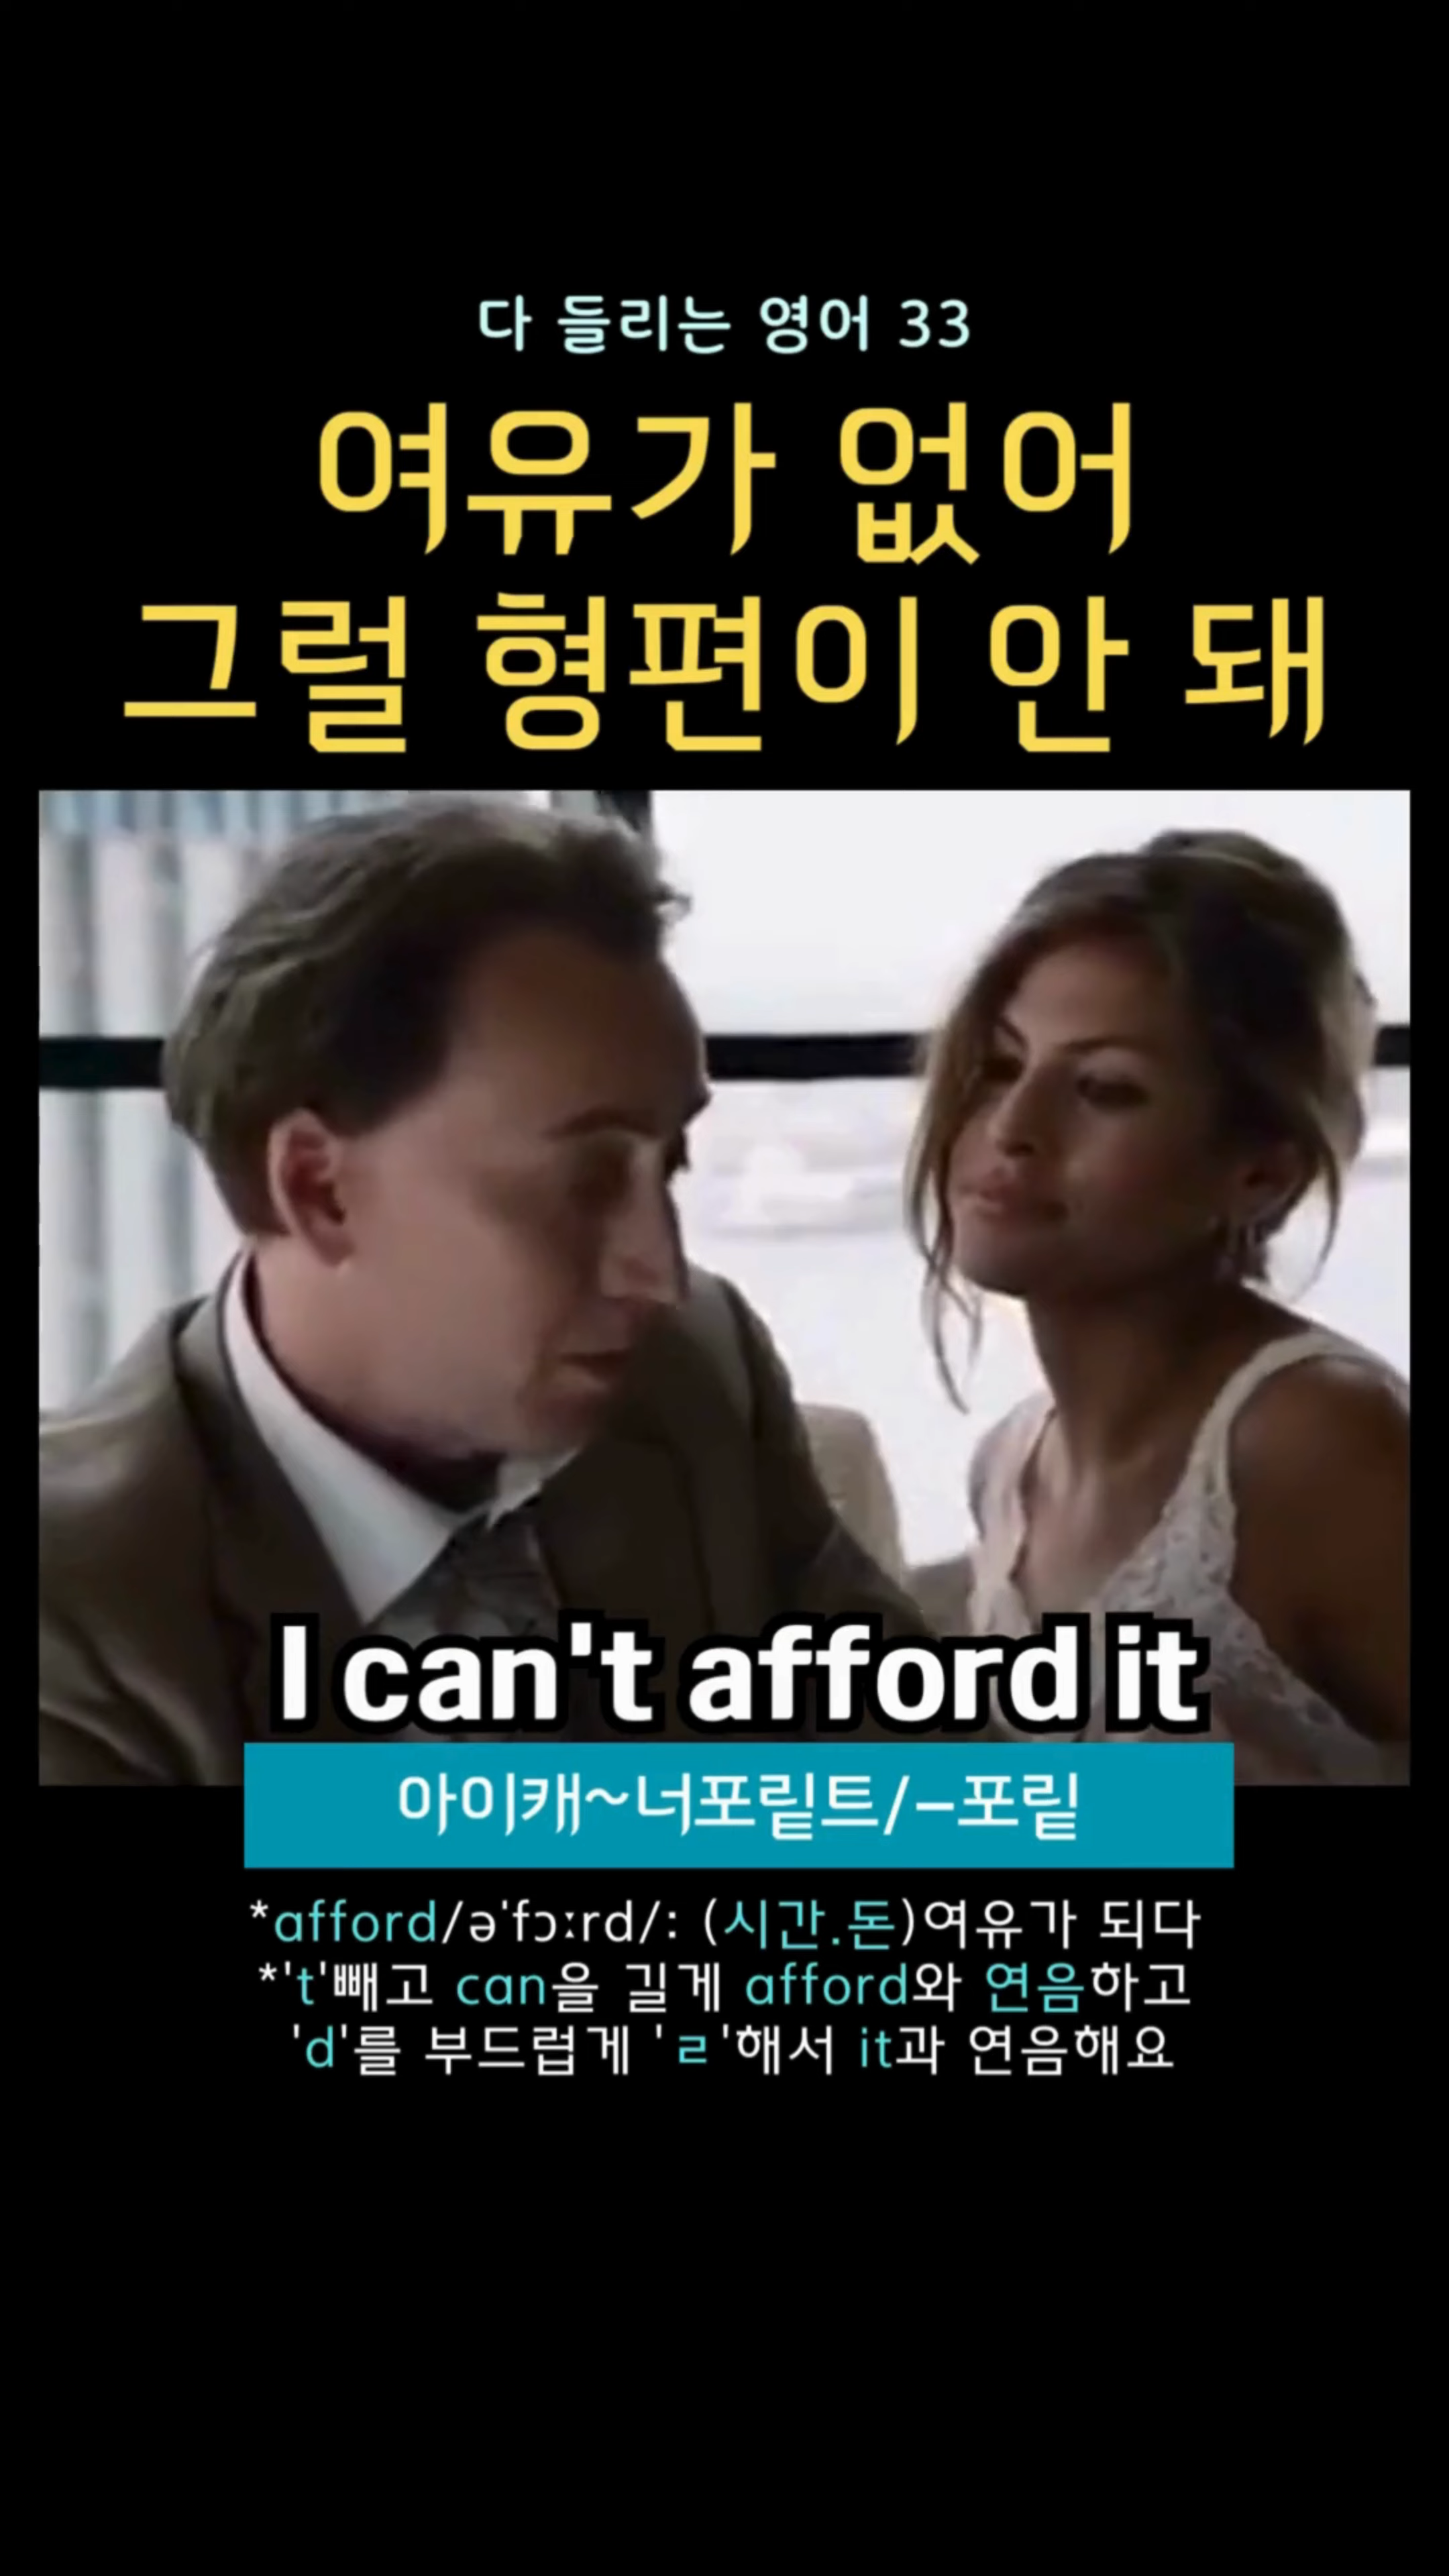 다 들리는 영어 33
여유가 없어
그럴 형편이 안 돼
I can't afford it
아이캐~너포륕트/-포륕
*afford/ə'fɔːrd/: (시간.돈)여유가 되다
*'t'빼고 can을 길게 afford와 연음하고
'd'를 부드럽게 'ㄹ'해서 it과 연음해요